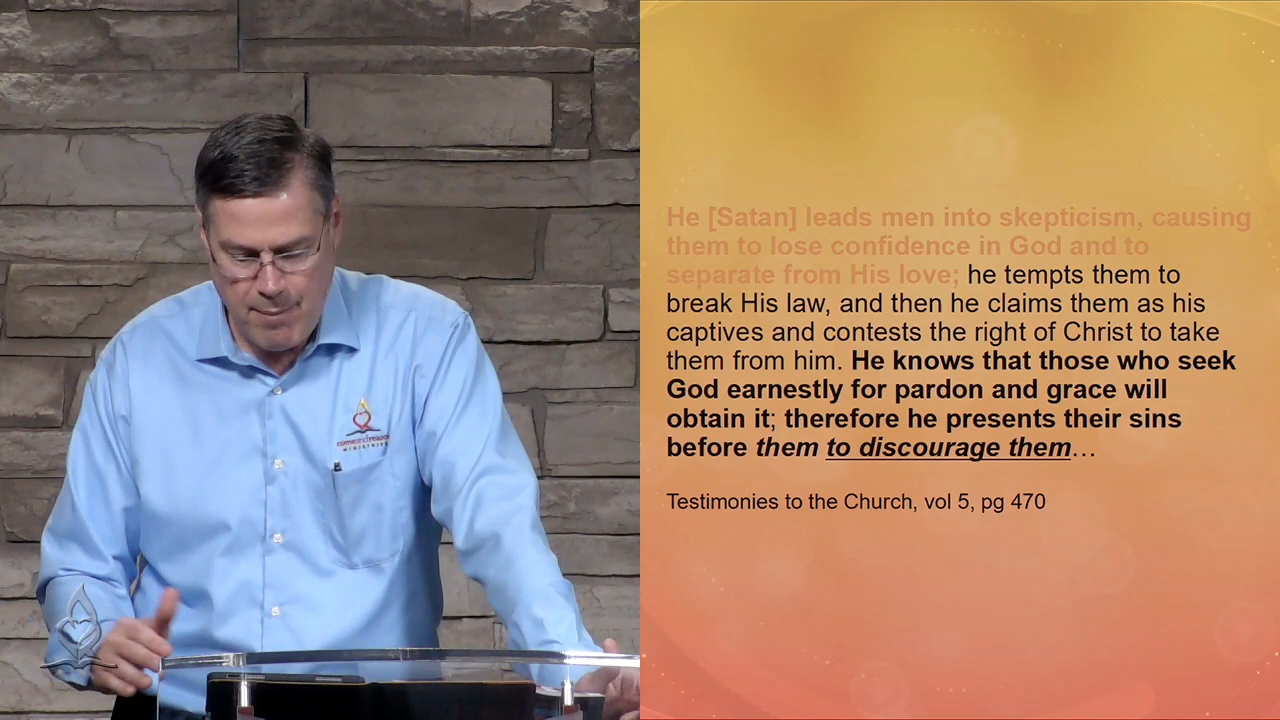 come and reason
MINISTRIES
He [Satan] leads men into skepticism, causing
them to lose confidence in God and to
separate from His love; he tempts them to
break His law, and then he claims them as his
captives and contests the right of Christ to take
them from him. He knows that those who seek
God earnestly for pardon and grace will
obtain it; therefore he presents their sins
before them to discourage them…
Testimonies to the Church, vol 5, pg 470